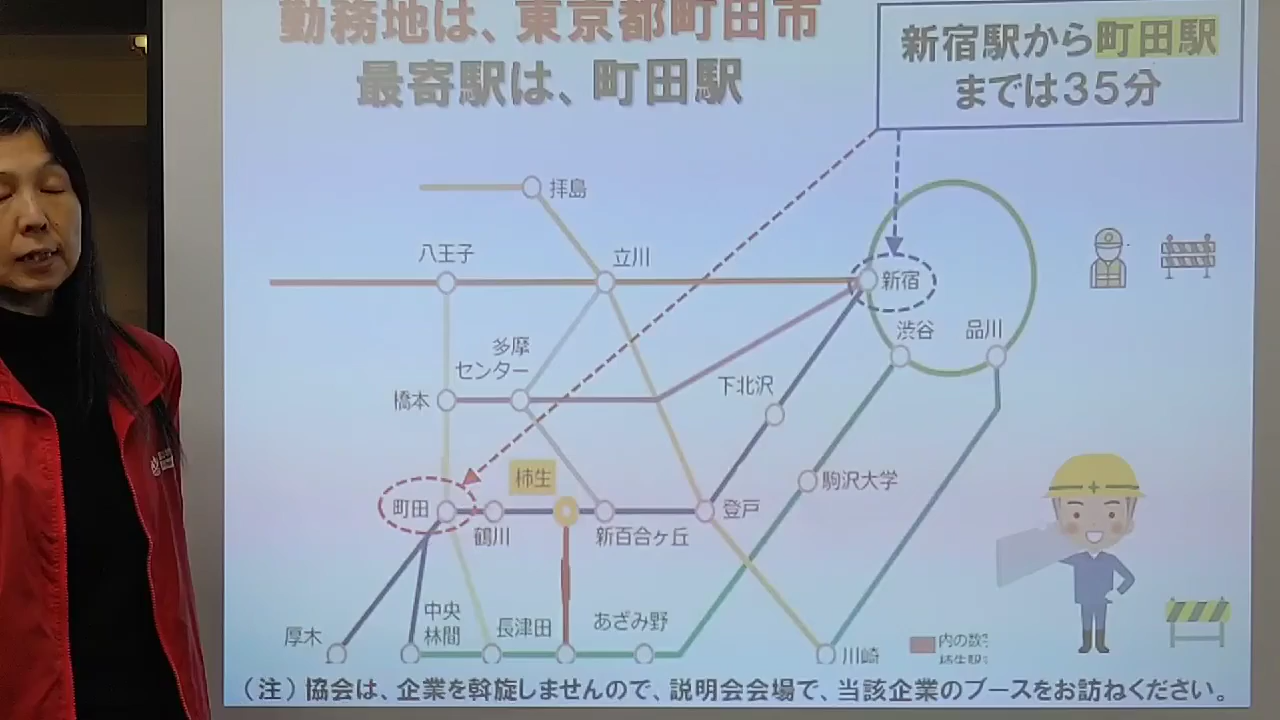 勤務地は、東京都町田市
最寄駅は、町田駅
新宿駅から町田駅
までは35分
拝島
八王子
立川
新宿
渋谷
品川
多摩
センター
橋本
下北沢
柿生
駒沢大学
町田
鶴川
新百合ヶ丘
登戸
厚木
中央
林間
長津田
あざみ野
川崎
内の数
柿生駅
(注)協会は、企業を斡旋しませんので、説明会会場で、当該企業のブースをお訪ねください。